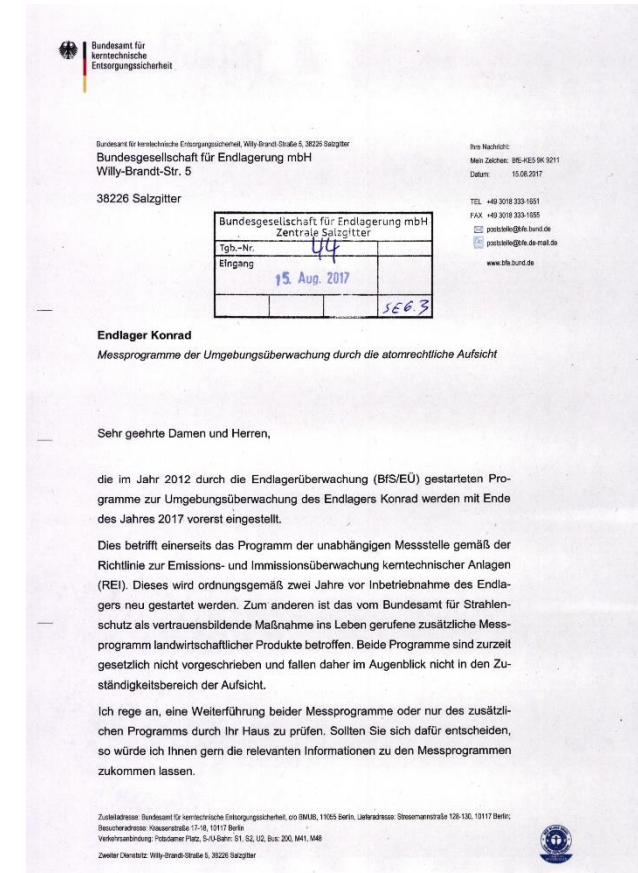 Bundesamt für
kerntechnische
Entsorgungssicherheit
Bundesamt für kerntechnische Entsorgungssicherheit, Willy-Brandt-Straße 5, 38226 Salzgitter
Bundesgesellschaft für Endlagerung mbH
Willy-Brandt-Str. 5
38226 Salzgitter
Ihre Nachricht:
Mein Zeichen: BfE-KE5 9K 9211
Datum: 15.08.2017
TEL +49 3018 333-1651
FAX +49 3018 333-1655
poststelle@bfe.bund.de
poststelle@bfe.de-mail.de
www.bfe.bund.de
Bundesgesellschaft für Endlagerung mbH
Zentrale Salzgitter
Tgb.-Nr. 44
Eingang
15. Aug. 2017
SE6.3
Endlager Konrad
Messprogramme der Umgebungsüberwachung durch die atomrechtliche Aufsicht
Sehr geehrte Damen und Herren,
die im Jahr 2012 durch die Endlagerüberwachung (BfS/EÜ) gestarteten Pro-
gramme zur Umgebungsüberwachung des Endlagers Konrad werden mit Ende
des Jahres 2017 vorerst eingestellt.
Dies betrifft einerseits das Programm der unabhängigen Messstelle gemäß der
Richtlinie zur Emissions- und Immissionsüberwachung kerntechnischer Anlagen
(REI). Dieses wird ordnungsgemäß zwei Jahre vor Inbetriebnahme des Endla-
gers neu gestartet werden. Zum anderen ist das vom Bundesamt für Strahlen-
schutz als vertrauensbildende Maßnahme ins Leben gerufene zusätzliche Mess-
programm landwirtschaftlicher Produkte betroffen. Beide Programme sind zurzeit
gesetzlich nicht vorgeschrieben und fallen daher im Augenblick nicht in den Zu-
ständigkeitsbereich der Aufsicht.
Ich rege an, eine Weiterführung beider Messprogramme oder nur des zusätzli-
chen Programms durch Ihr Haus zu prüfen. Sollten Sie sich dafür entscheiden,
so würde ich Ihnen gern die relevanten Informationen zu den Messprogrammen
zukommen lassen.
Zustelladresse: Bundesamt für kerntechnische Entsorgungssicherheit, c/o BMUB, 11055 Berlin, Lieferadresse: Stresemannstraße 128-130, 10117 Berlin;
Besucheradresse: Krausenstraße 17-18, 10117 Berlin
Verkehrsanbindung: Potsdamer Platz, S-/U-Bahn: S1, S2, U2, Bus: 200, M41, M48
Zweiter Dienstsitz: Willy-Brandt-Straße 5, 38226 Salzgitter